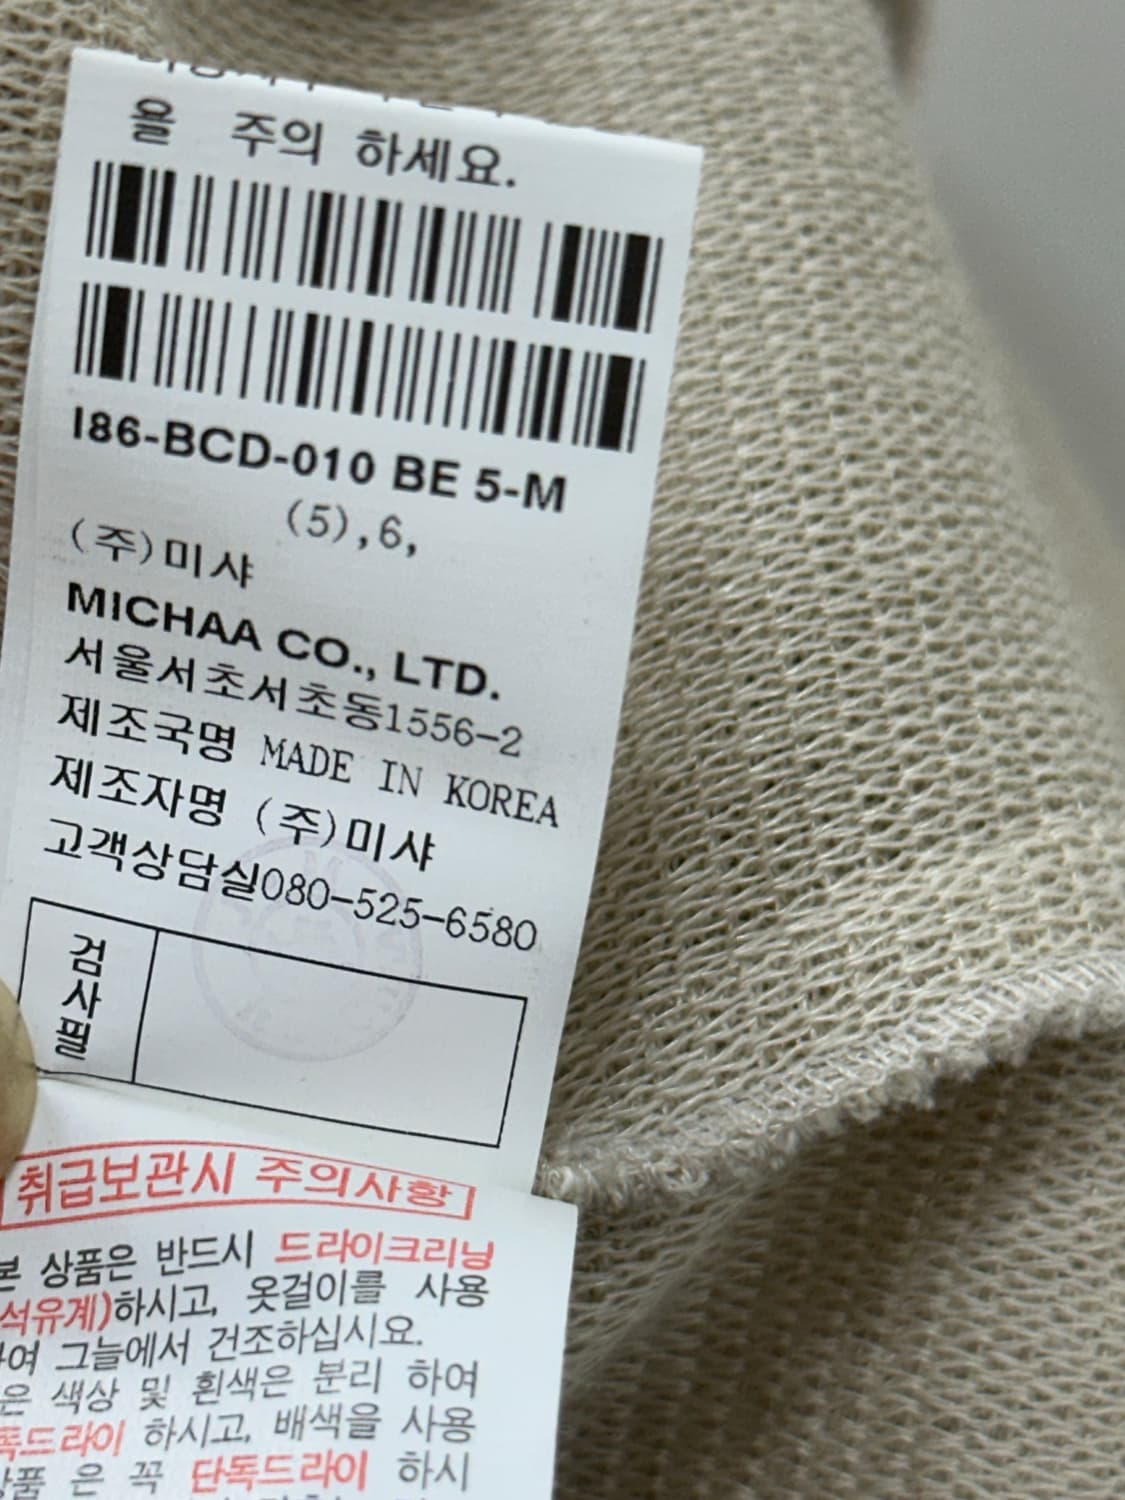 을 주의 하세요.
I86-BCD-010 BE 5-M
(5),6,
(주)미샤
MICHAA CO., LTD.
서울서초서초동1556-2
제조국명 MADE IN KOREA
제조자명 (주)미샤
고객상담실080-525-6580
검사필
취급보관시 주의사항
본 상품은 반드시 드라이크리닝
석유계)하시고, 옷걸이를 사용
하여 그늘에서 건조하십시요.
은 색상 및 흰색은 분리 하여
독드라이 하시고, 배색을 사용
상품 은 꼭 단독드라이 하시